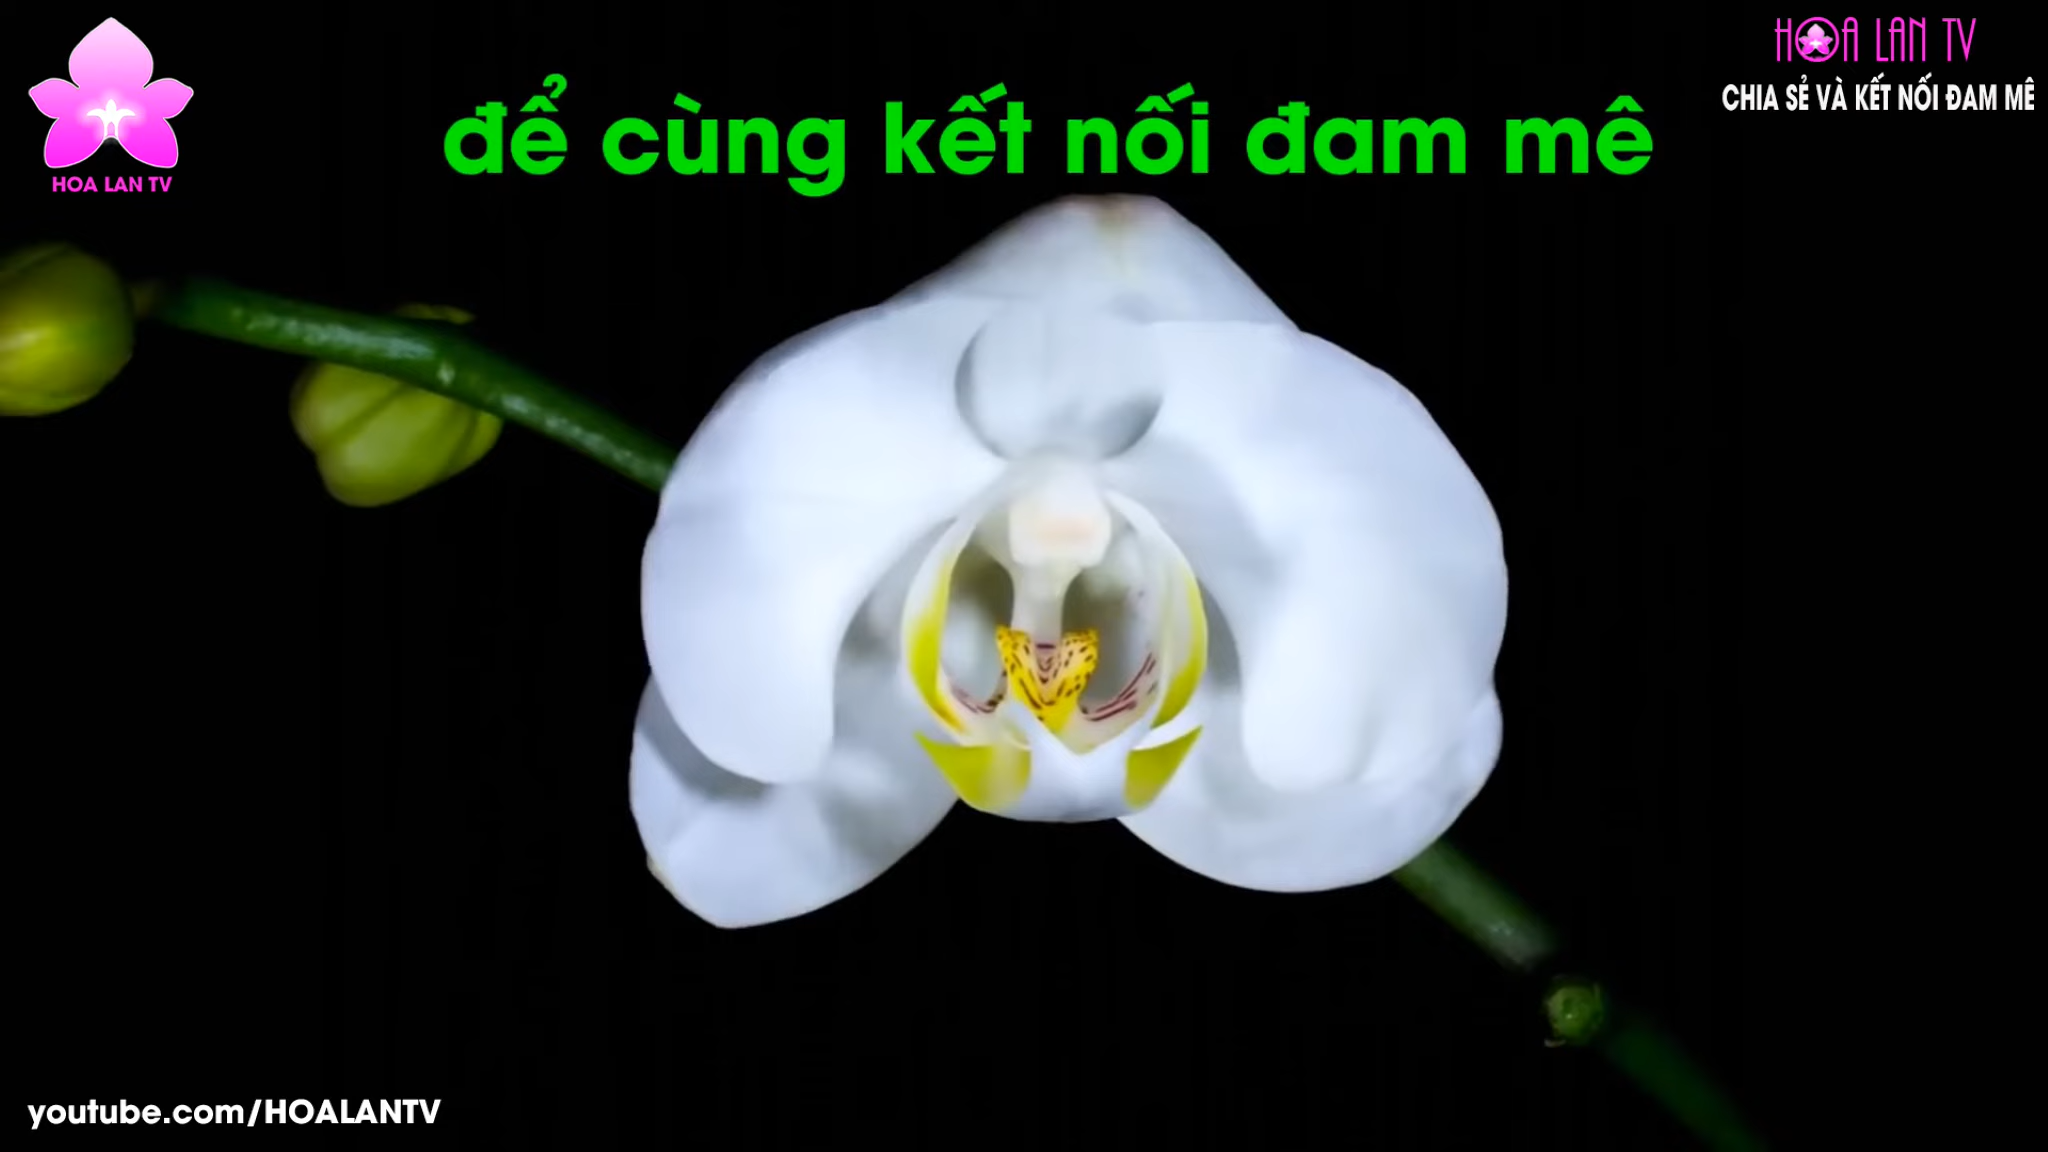 HOA LAN TV
để cùng kết nối đam mê
HOA LAN TV
CHIA SẺ VÀ KẾT NỐI ĐAM MÊ
youtube.com/HOALANTV